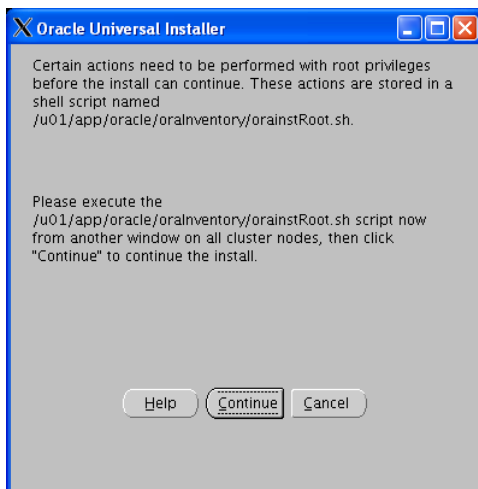 Oracle Universal Installer
Certain actions need to be performed with root privileges
before the install can continue. These actions are stored in a
shell script named
/u01/app/oracle/oraInventory/orainstRoot.sh.
Please execute the
/u01/app/oracle/oraInventory/orainstRoot.sh script now
from another window on all cluster nodes, then click
"Continue" to continue the install.
Help Continue Cancel